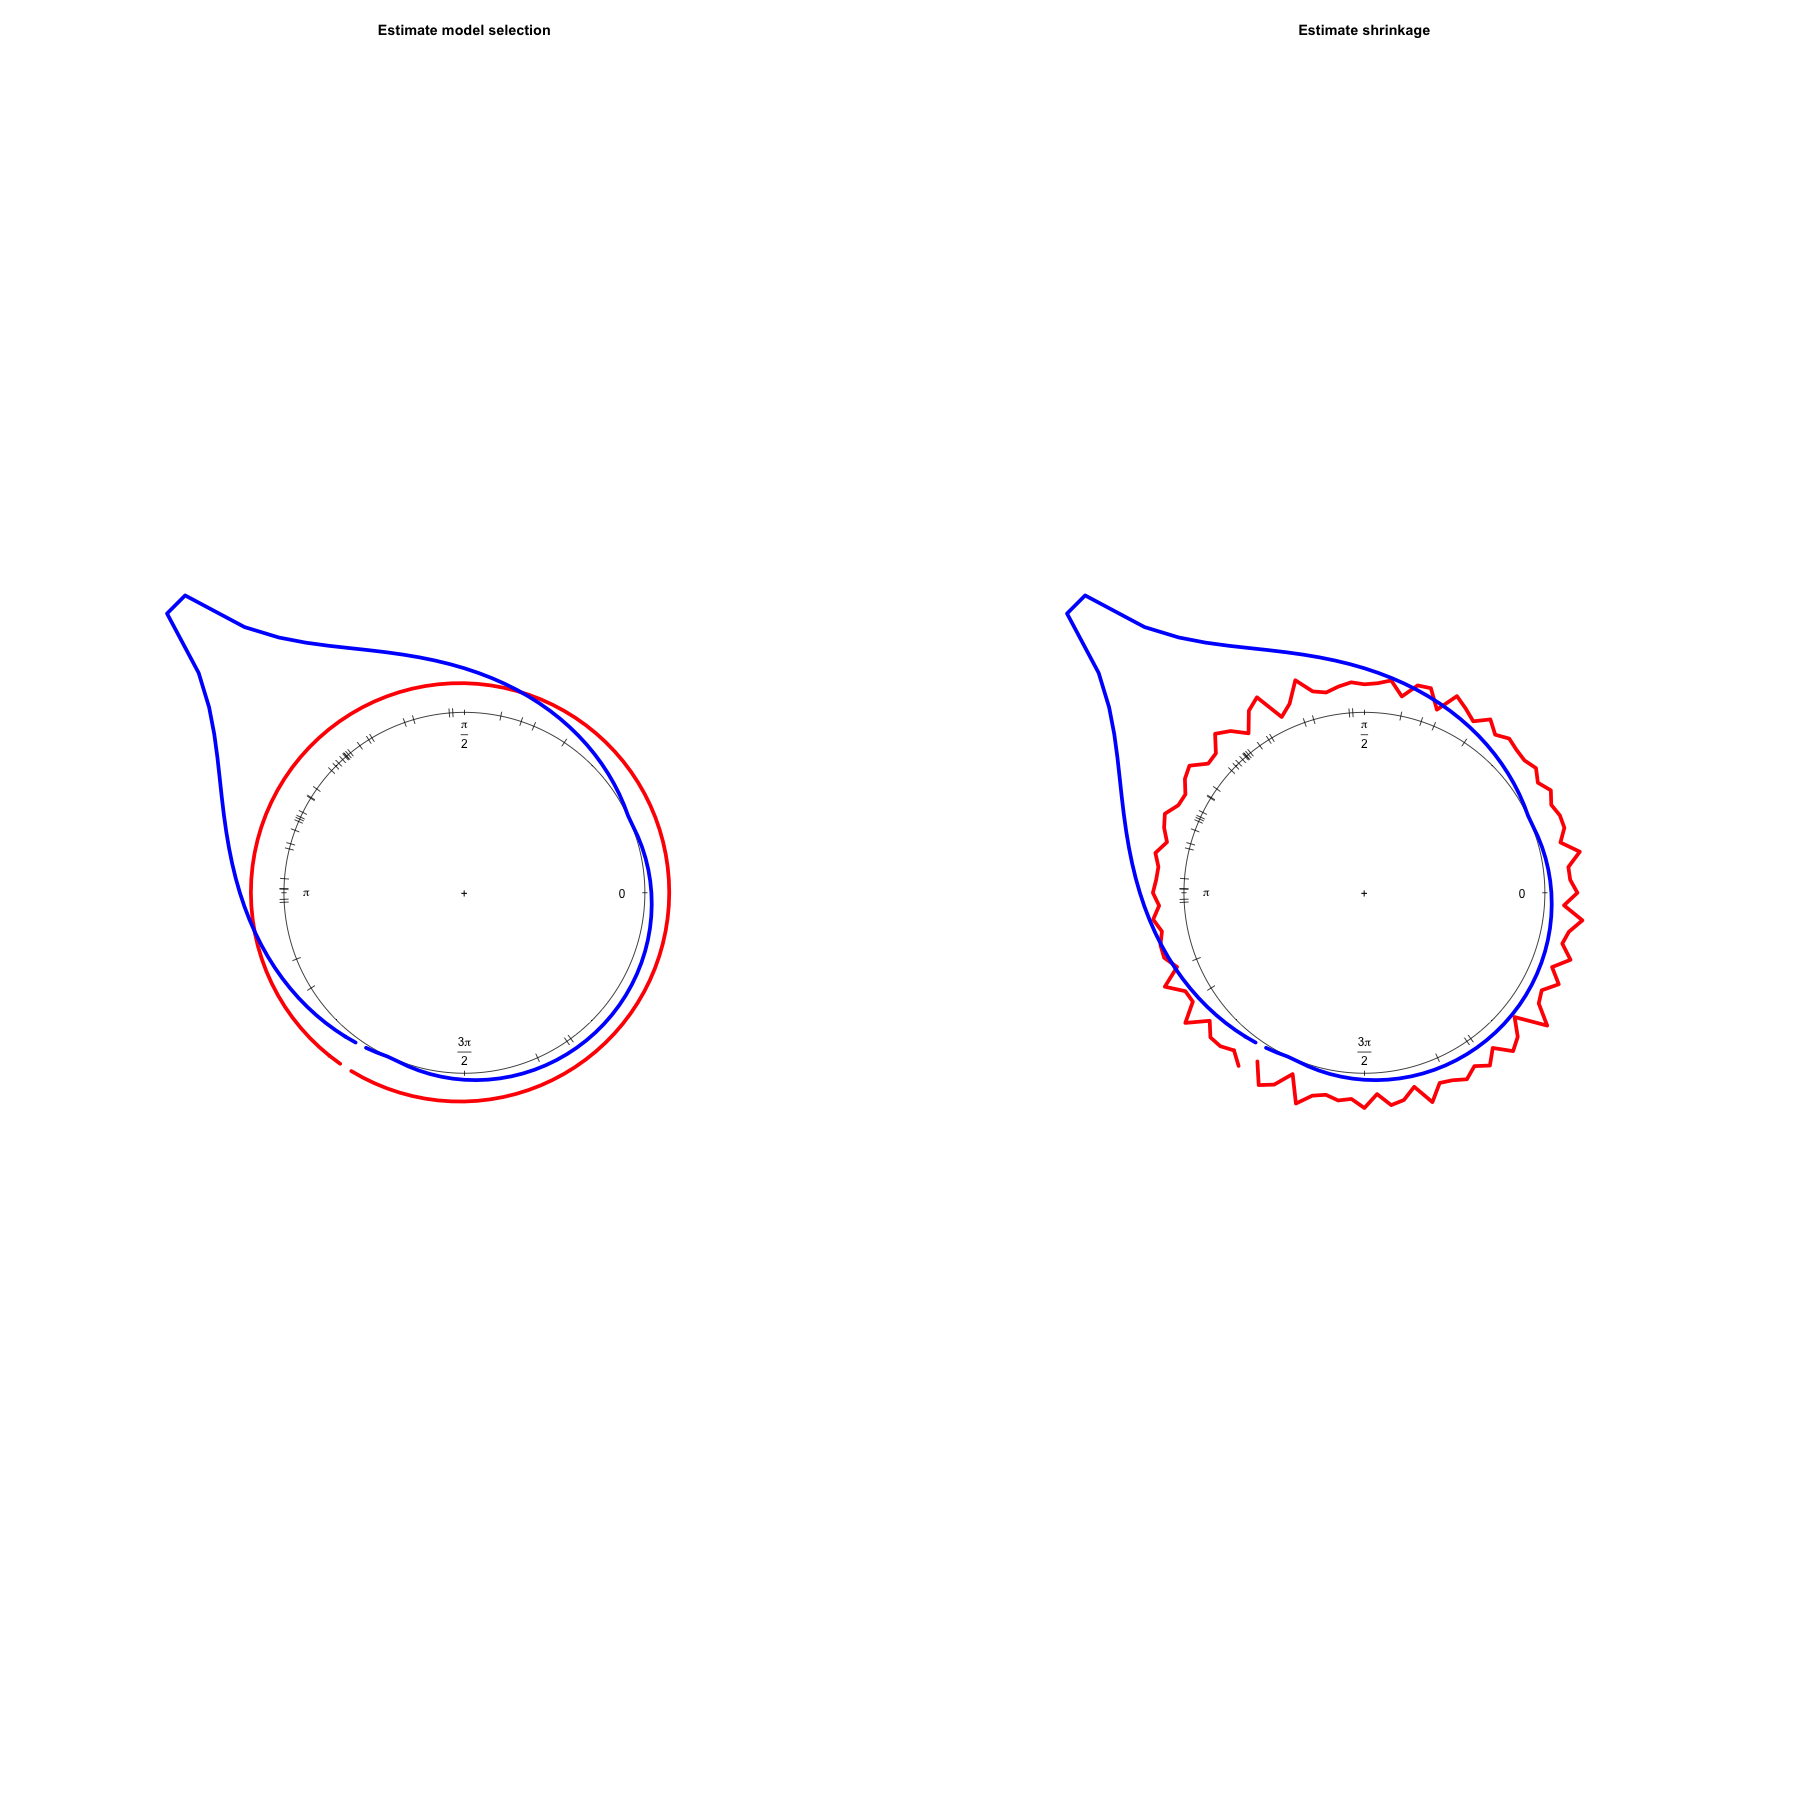 Estimate model selection
Estimate shrinkage
π
2
π
+
0
3π
2
π
2
π
+
0
3π
2